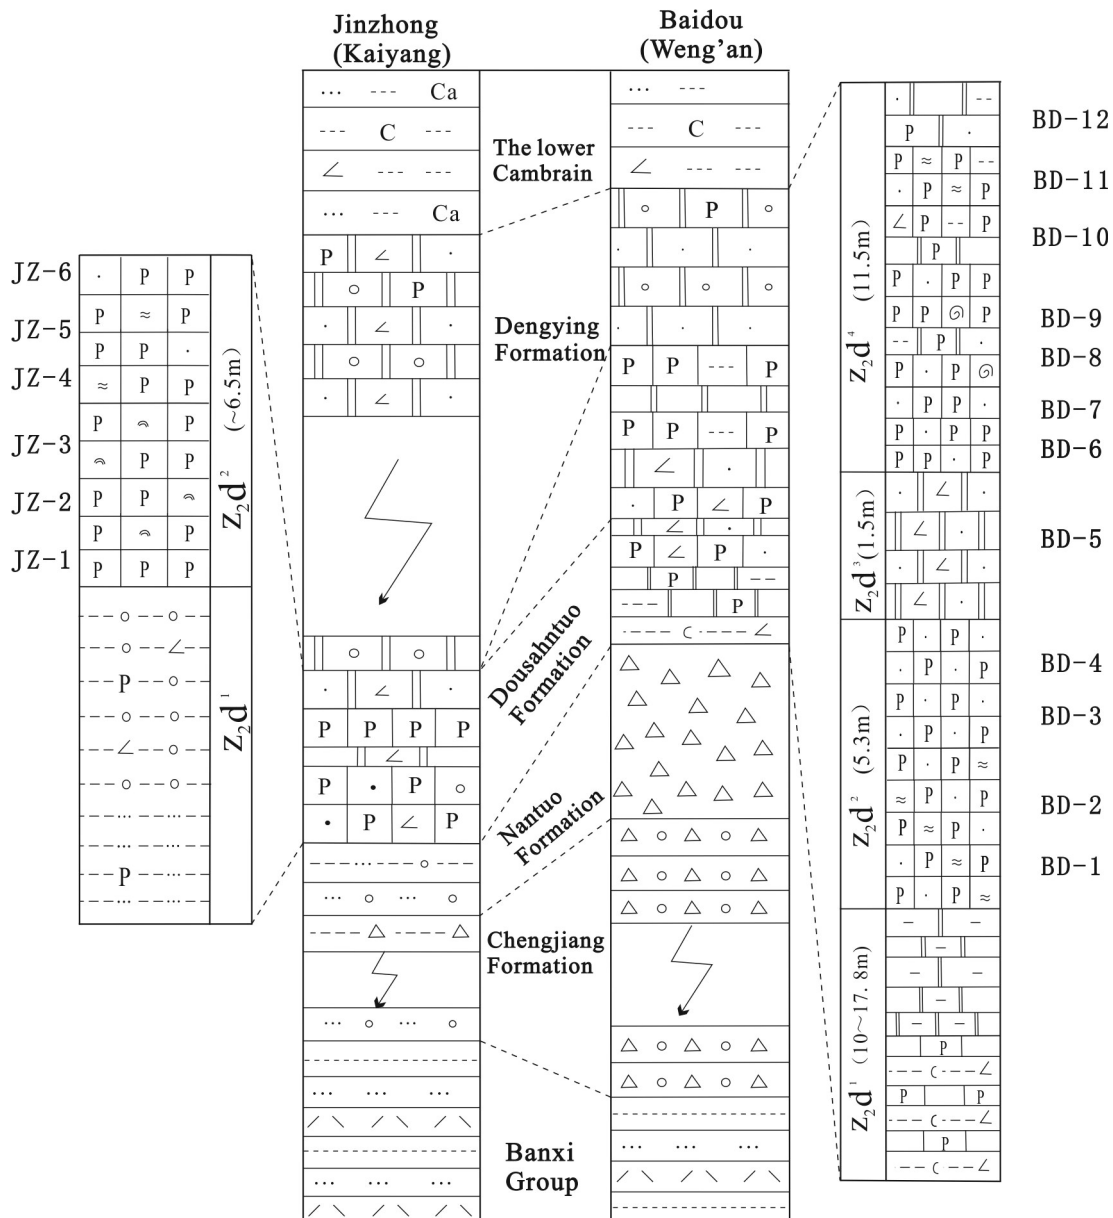 Jinzhong
(Kaiyang)
Baidou
(Weng'an)
... --- Ca
--- C ---
∠ --- ---
... --- Ca
P ∠ ·
○ P
· ∠ ·
○ ○
· ∠ ·
○ ○
· ∠ ·
P P P P
∠
P • P ○
• P ∠ P
The lower
Cambrain
Dengying
Formation
Dousahntuo
Formation
Nantuo
Formation
Chengjiang
Formation
Banxi
Group
... ---
--- C ---
∠ --- ---
○ P ○
P P --- P
P P --- P
∠ ·
· P ∠ P
∠ ·
P ∠ P ·
P --
--- P
--- C --- ∠
JZ-6
JZ-5
JZ-4
JZ-3
JZ-2
JZ-1
· P P
P ≈ P
P P ·
≈ P P
P P
P P
P P
P P
P P P
P
P
Z₂d² (~6.5m)
Z₂d¹
Z₂d⁴ (11.5m)
Z₂d³ (1.5m)
Z₂d² (5.3m)
Z₂d¹ (10~17.8m)
· --
P ·
P ≈ P --
· P ≈ P
∠ P -- P
P
P · P P
P P P
-- P ·
P · P
· P P ·
P · P P
P P · P
· ∠ ·
∠ ·
· ∠ ·
∠ ·
P · P ·
· P · P
P · P ·
· P · P
P · P ≈
≈ P · P
P ≈ P ·
· P ≈ P
P · P ≈
P
--- C --- ∠
P P
--- C --- ∠
P
--- C --- ∠
BD-12
BD-11
BD-10
BD-9
BD-8
BD-7
BD-6
BD-5
BD-4
BD-3
BD-2
BD-1